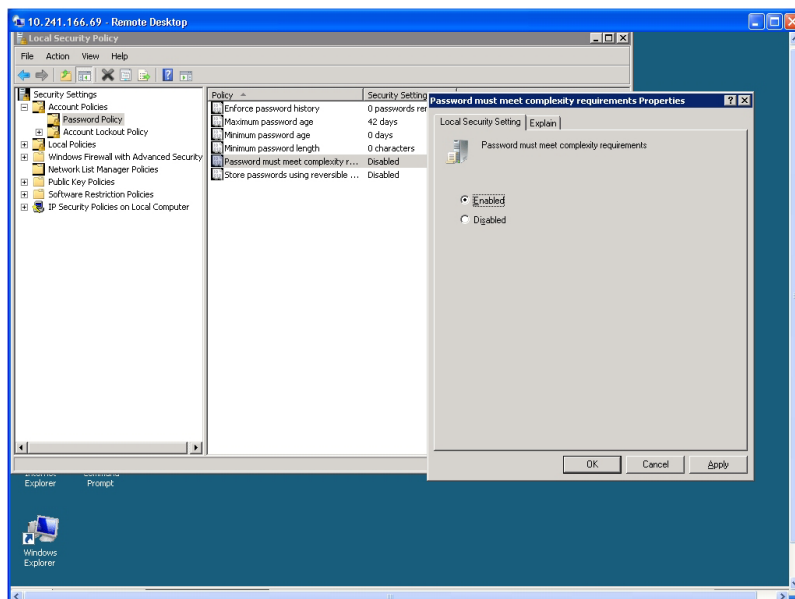 10.241.166.69 - Remote Desktop
Local Security Policy
File Action View Help
Security Settings
Account Policies
Password Policy
Account Lockout Policy
Local Policies
Windows Firewall with Advanced Security
Network List Manager Policies
Public Key Policies
Software Restriction Policies
IP Security Policies on Local Computer
Policy Security Setting
Enforce password history 0 passwords rer
Maximum password age 42 days
Minimum password age 0 days
Minimum password length 0 characters
Password must meet complexity r... Disabled
Store passwords using reversible ... Disabled
Password must meet complexity requirements Properties
Local Security Setting Explain
Password must meet complexity requirements
Enabled
Disabled
OK Cancel Apply
Explorer Prompt
Windows
Explorer